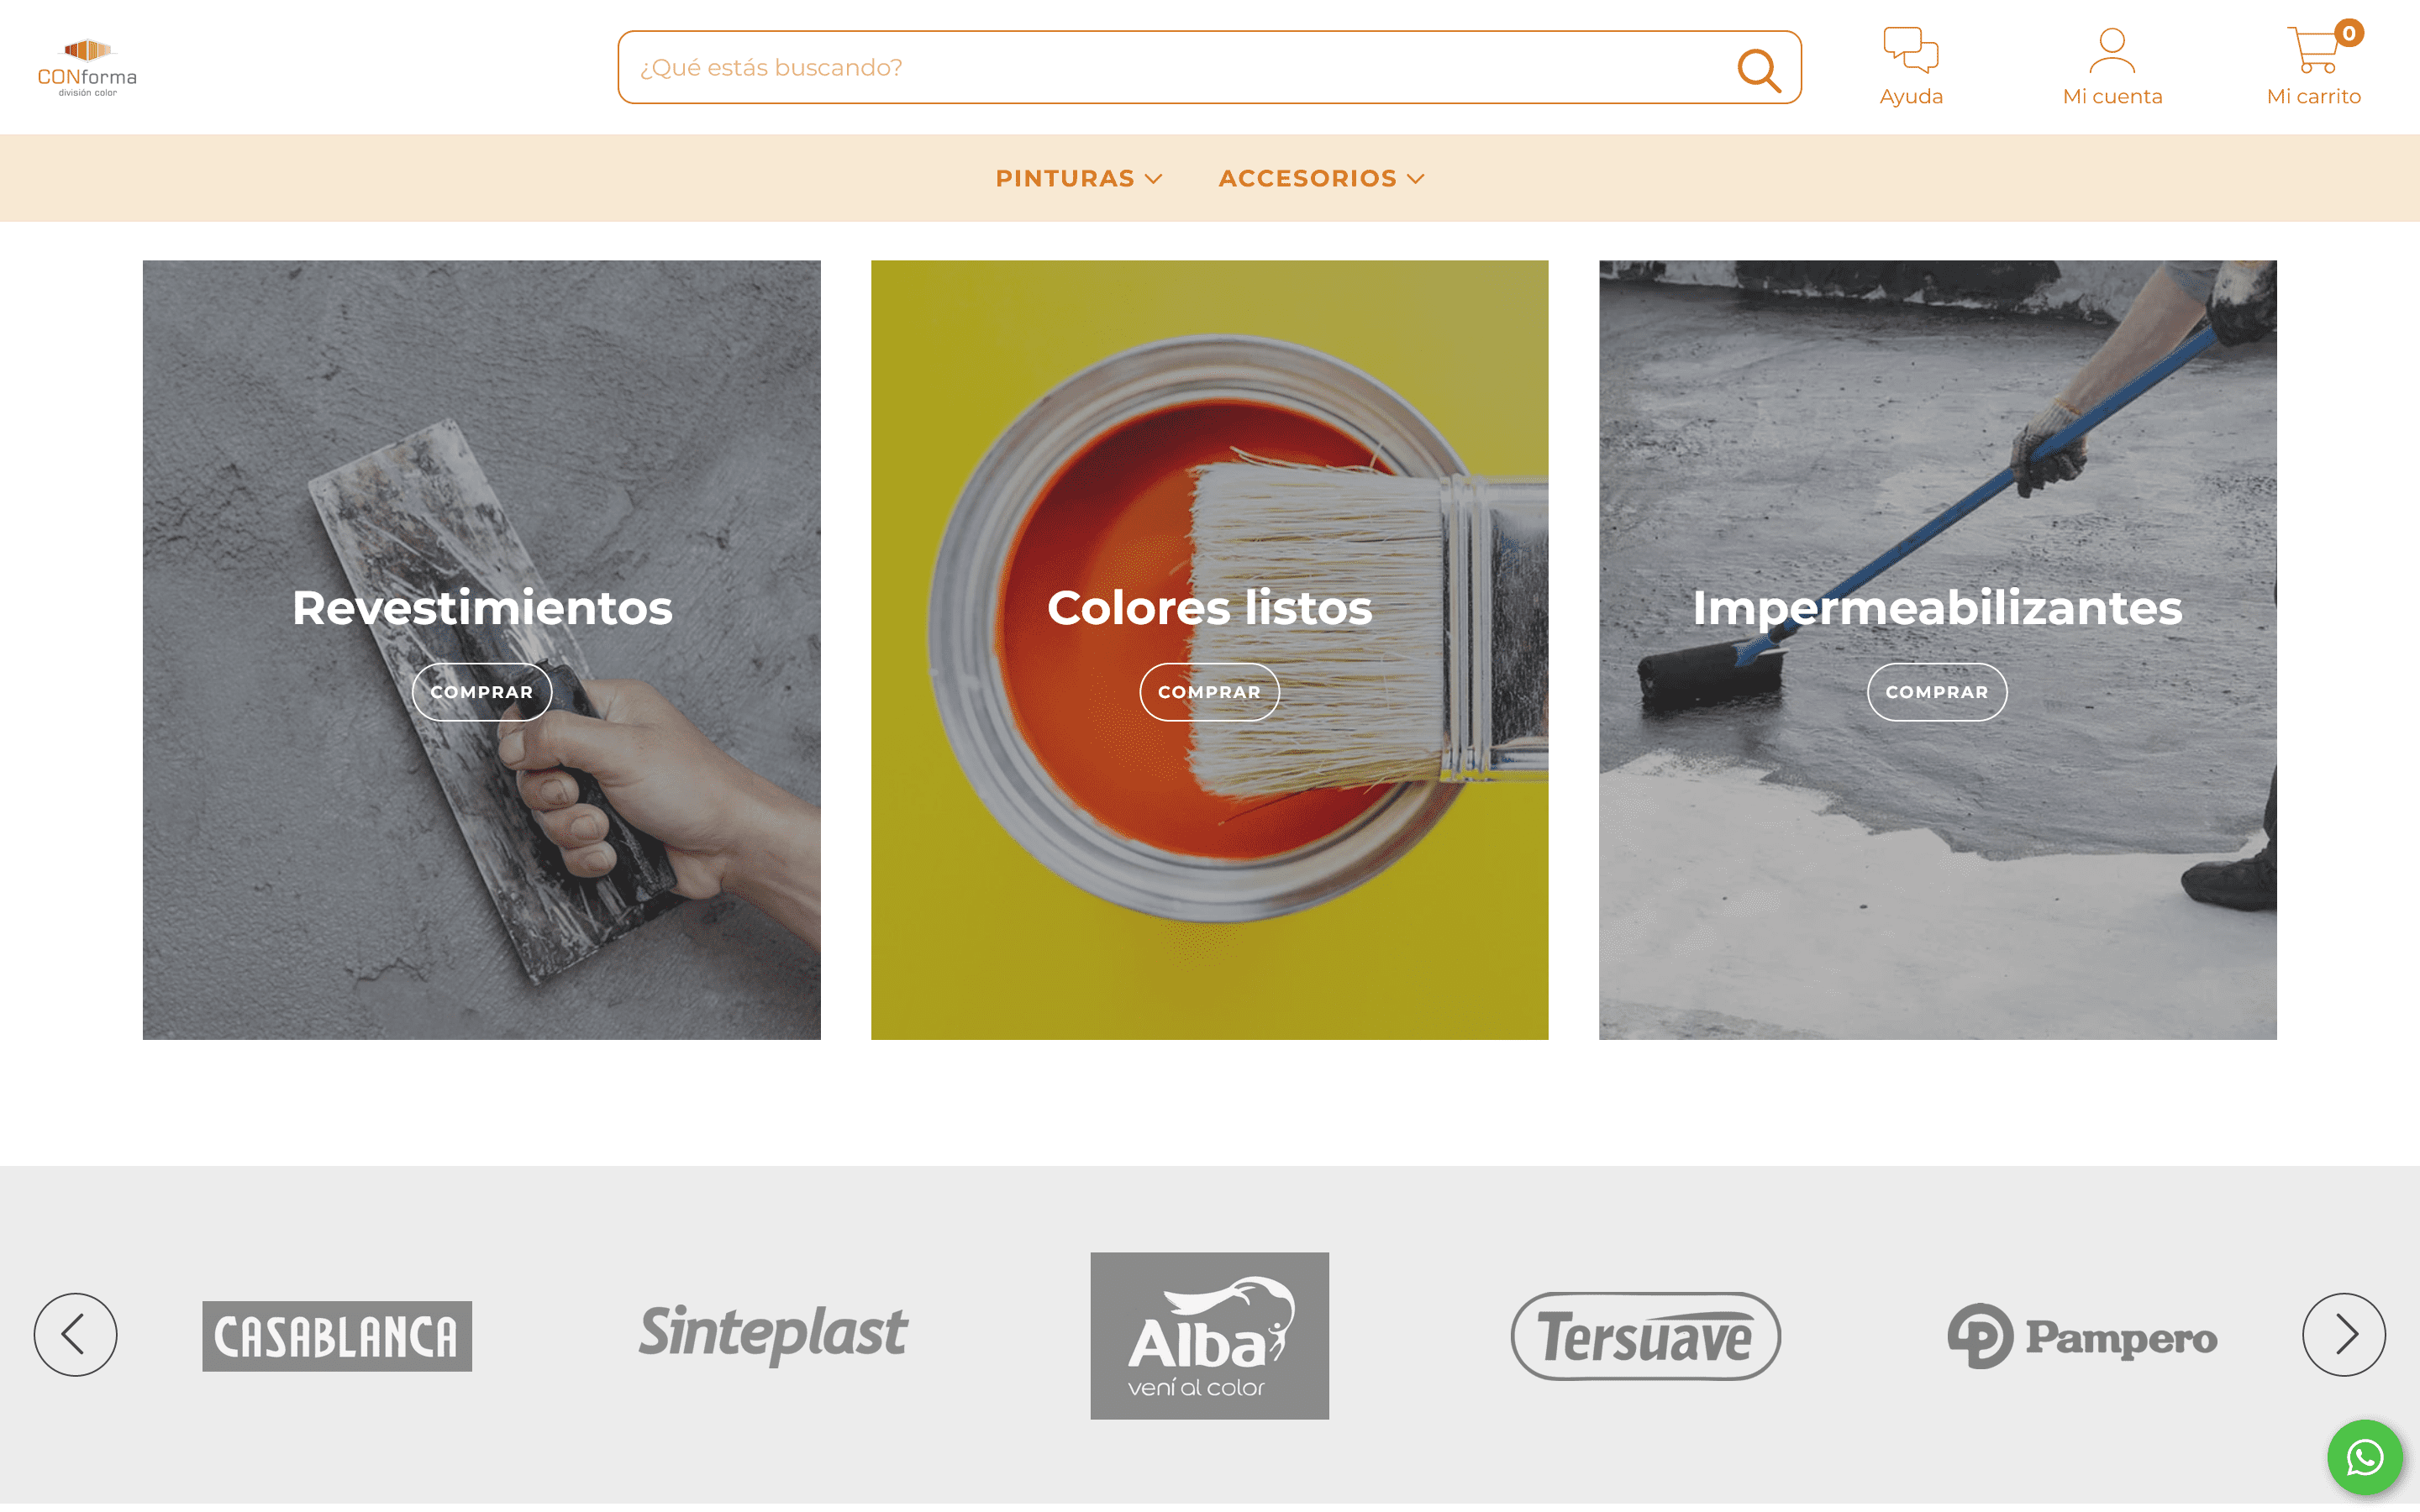 CONforma
división color
¿Qué estás buscando?
Ayuda
Mi cuenta
0
Mi carrito
PINTURAS
ACCESORIOS
Revestimientos
COMPRAR
Colores listos
COMPRAR
Impermeabilizantes
COMPRAR
CASABLANCA
Sinteplast
Alba
vení al color
Tersuave
Pampero